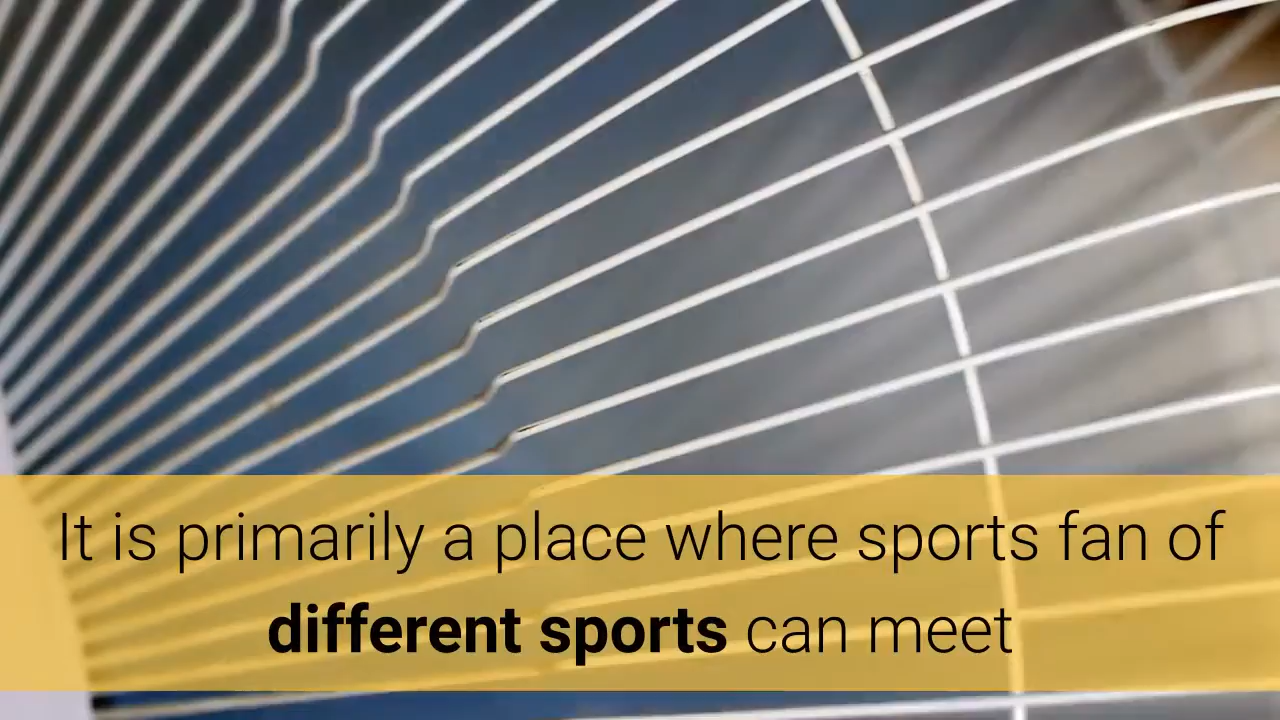 It is primarily a place where sports fan of
different sports can meet